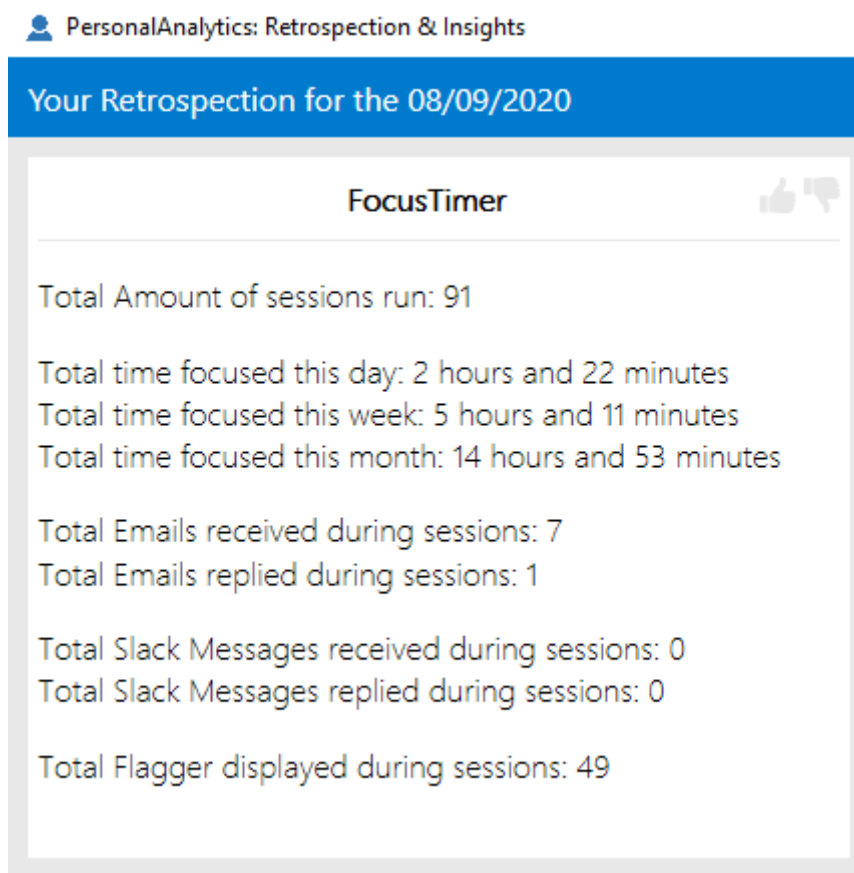 PersonalAnalytics: Retrospection & Insights
Your Retrospection for the 08/09/2020
FocusTimer
Total Amount of sessions run: 91
Total time focused this day: 2 hours and 22 minutes
Total time focused this week: 5 hours and 11 minutes
Total time focused this month: 14 hours and 53 minutes
Total Emails received during sessions: 7
Total Emails replied during sessions: 1
Total Slack Messages received during sessions: 0
Total Slack Messages replied during sessions: 0
Total Flagger displayed during sessions: 49